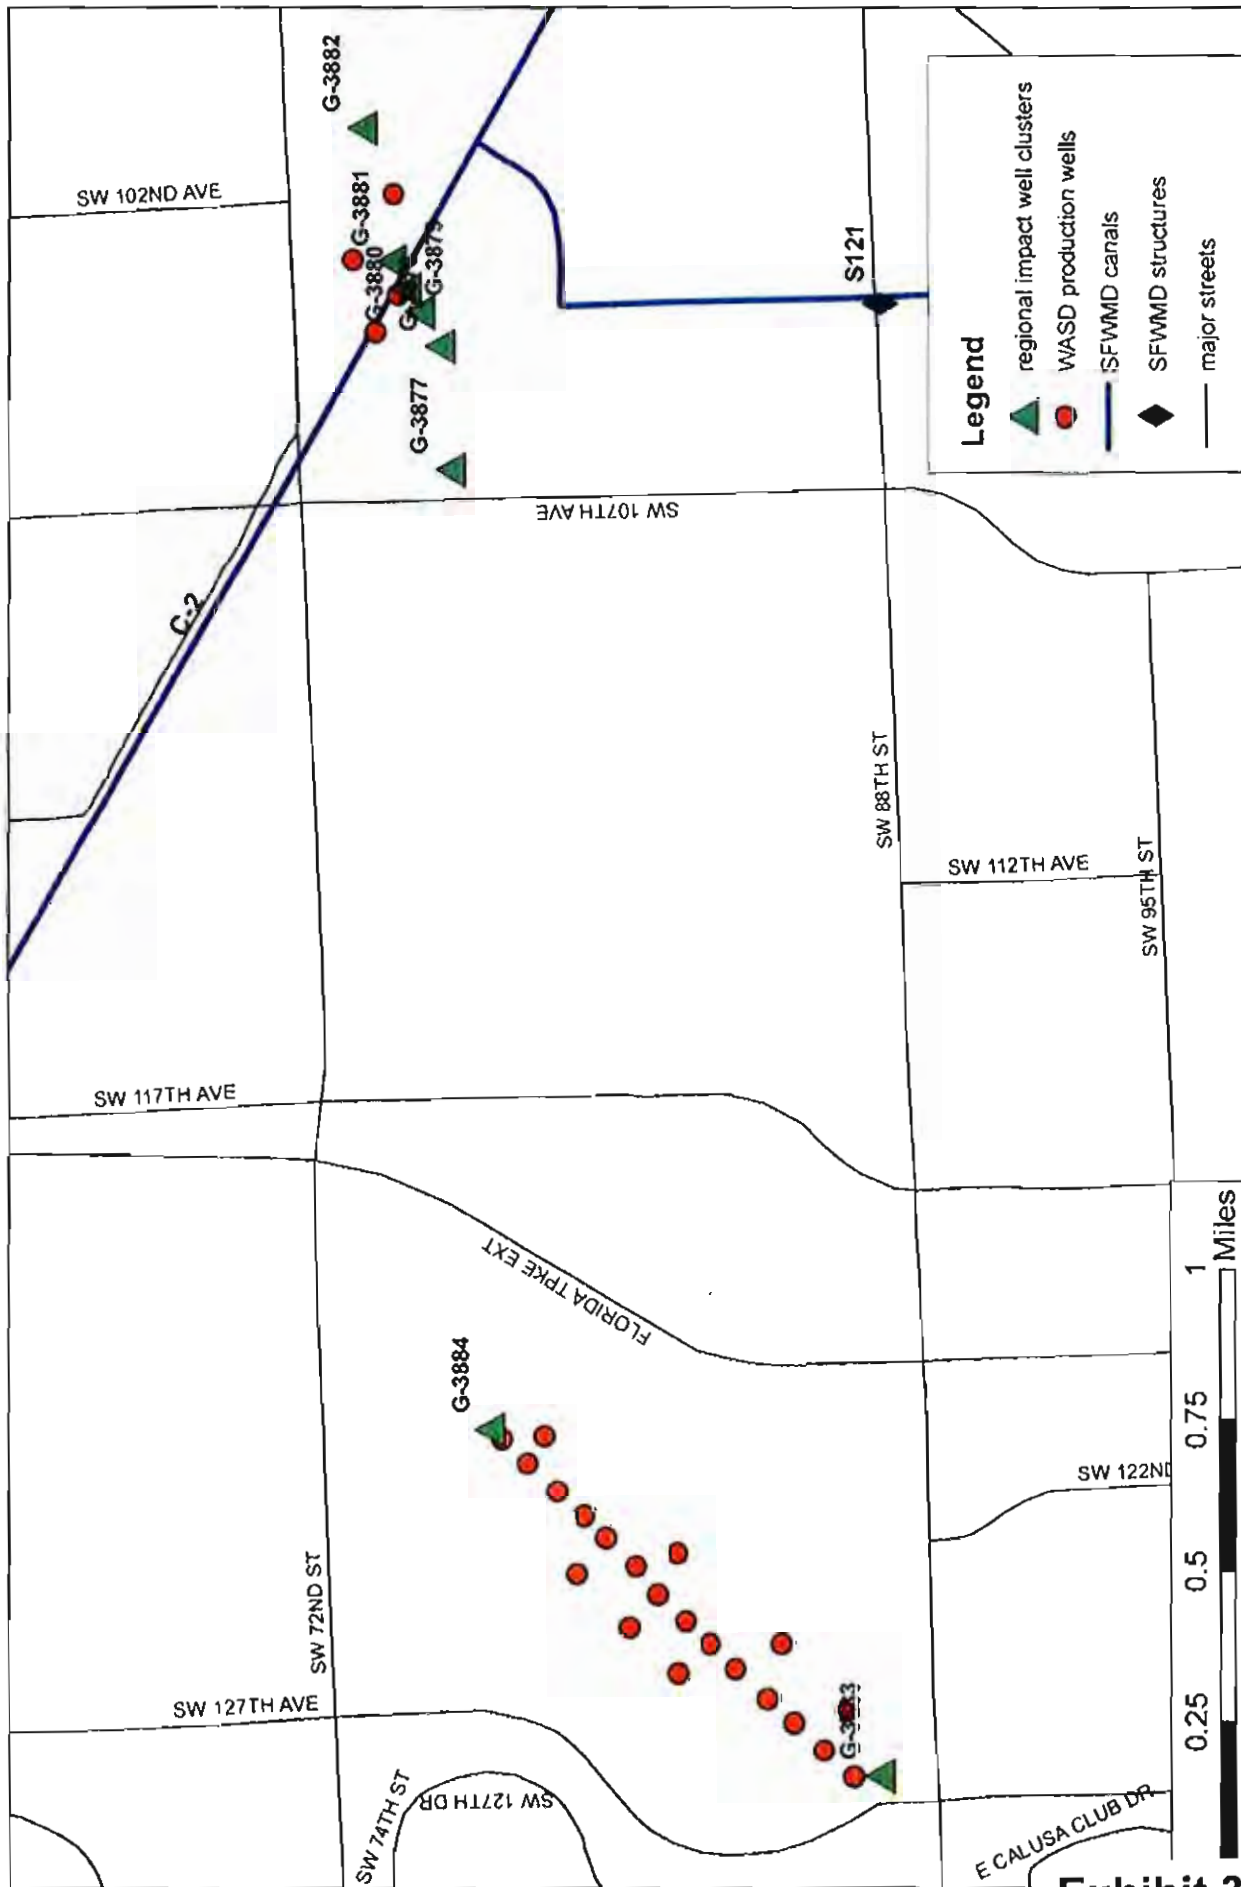 G-3882
SW 102ND AVE
G-3881
G-3880
G-3879
S121
G-3877
SW 107TH AVE
C-2
SW 88TH ST
SW 112TH AVE
SW 95TH ST
SW 117TH AVE
FLORIDA TPKE EXT
G-3884
SW 122ND
SW 72ND ST
SW 127TH AVE
SW 74TH ST
SW 127TH DR
E CALUSA CLUB DR
Legend
regional impact well clusters
WASD production wells
SFWMD canals
SFWMD structures
major streets
0.25 0.5 0.75 1
Miles